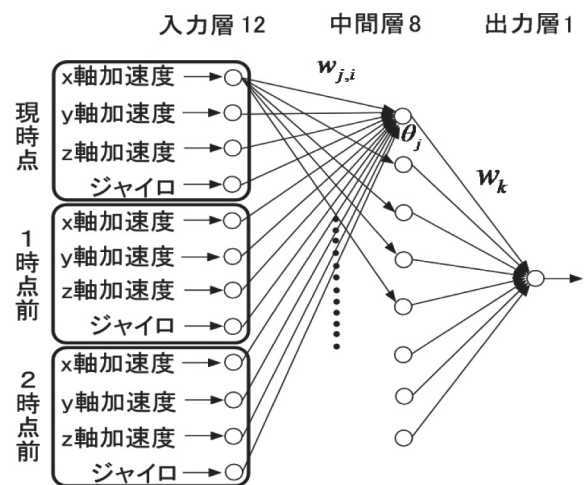 入力層12
中間層8
出力層1
現時点
x軸加速度
y軸加速度
z軸加速度
ジャイロ
1時点前
x軸加速度
y軸加速度
z軸加速度
ジャイロ
2時点前
x軸加速度
y軸加速度
z軸加速度
ジャイロ
w_{j,i}
θ_j
w_k